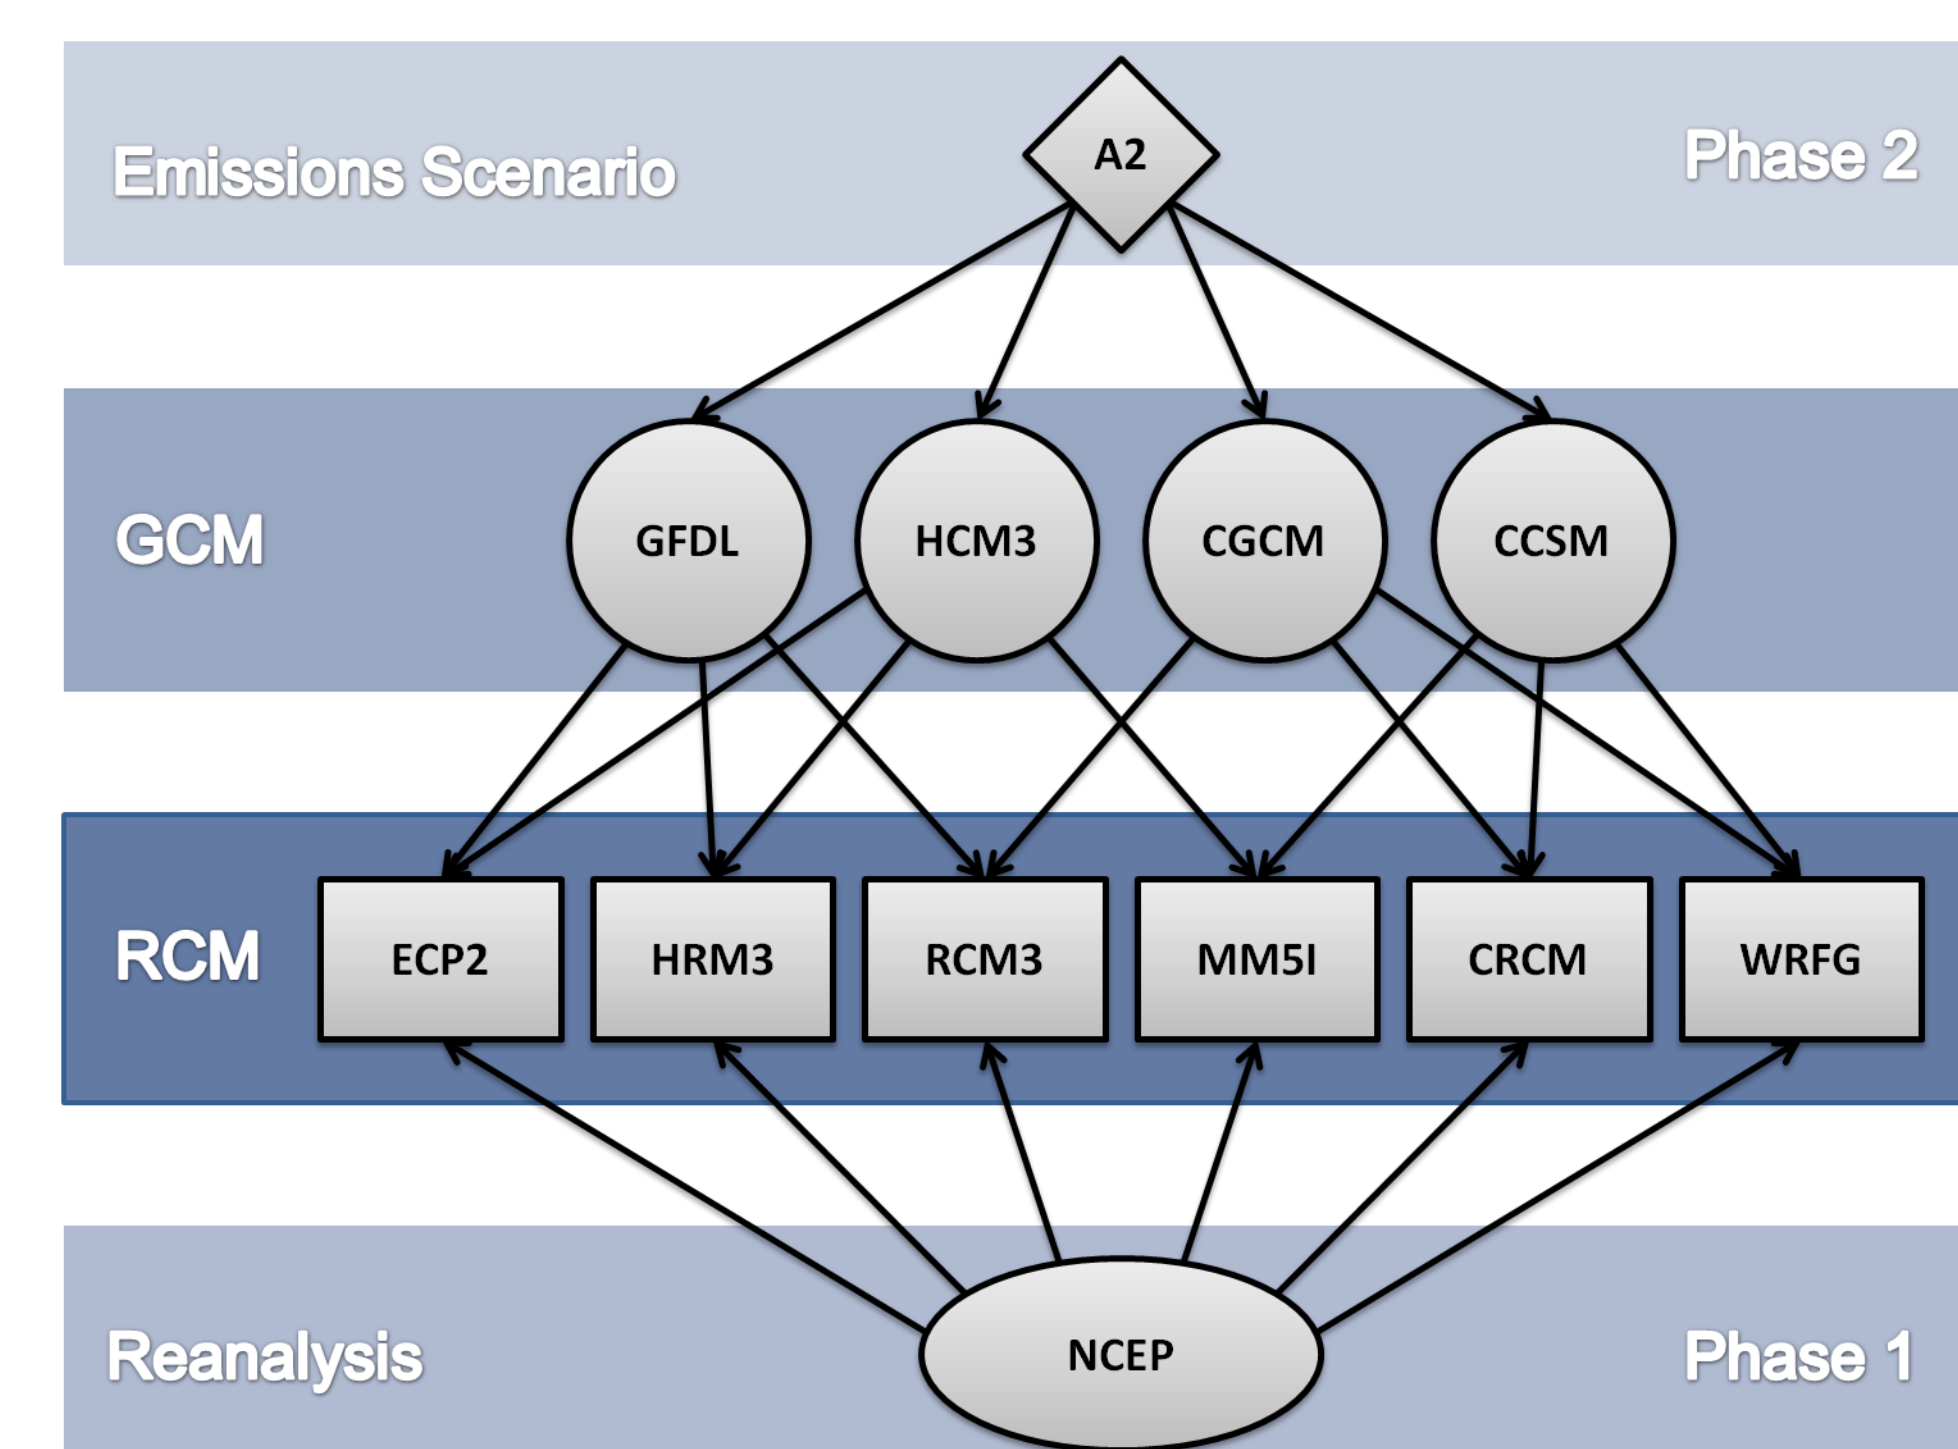 A2
Emissions Scenario
Phase 2
GCM
GFDL
HCM3
CGCM
CCSM
RCM
ECP2
HRM3
RCM3
MM5I
CRCM
WRFG
Reanalysis
NCEP
Phase 1